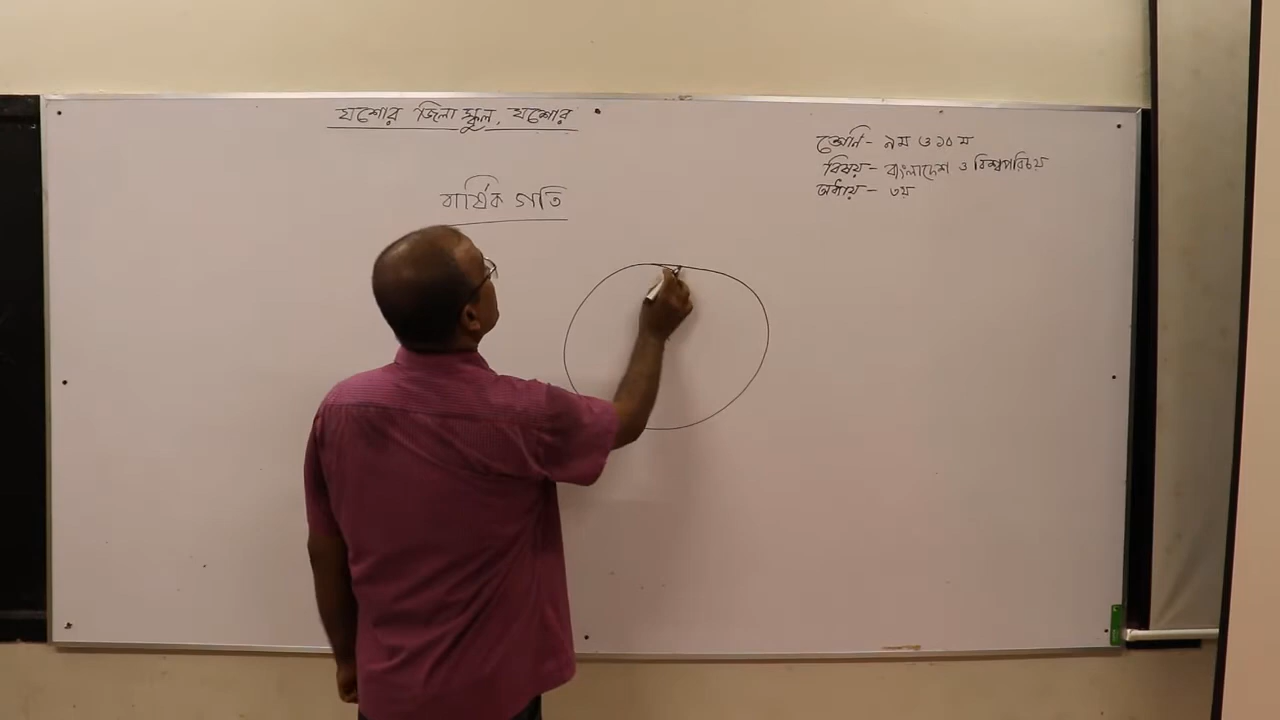 যশোর জিলা স্কুল, যশোর
শ্রেণি - ৯ম ও ১০ম
বিষয় - বাংলাদেশ ও বিশ্বপরিচয়
অধ্যায় - ৩য়
বার্ষিক গতি